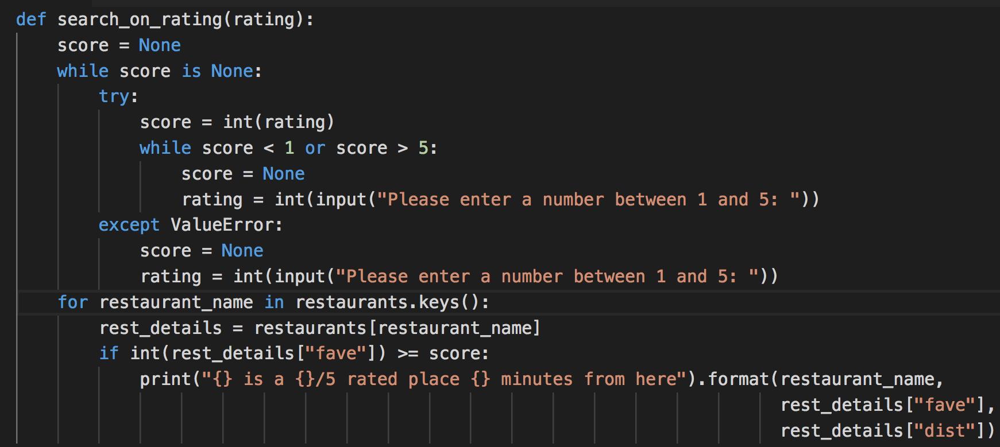 def search_on_rating(rating):
    score = None
    while score is None:
        try:
            score = int(rating)
            while score < 1 or score > 5:
                score = None
                rating = int(input("Please enter a number between 1 and 5: "))
        except ValueError:
            score = None
            rating = int(input("Please enter a number between 1 and 5: "))
    for restaurant_name in restaurants.keys():
        rest_details = restaurants[restaurant_name]
        if int(rest_details["fave"]) >= score:
            print("{} is a {}/5 rated place {} minutes from here").format(restaurant_name,
                                                                          rest_details["fave"],
                                                                          rest_details["dist"])